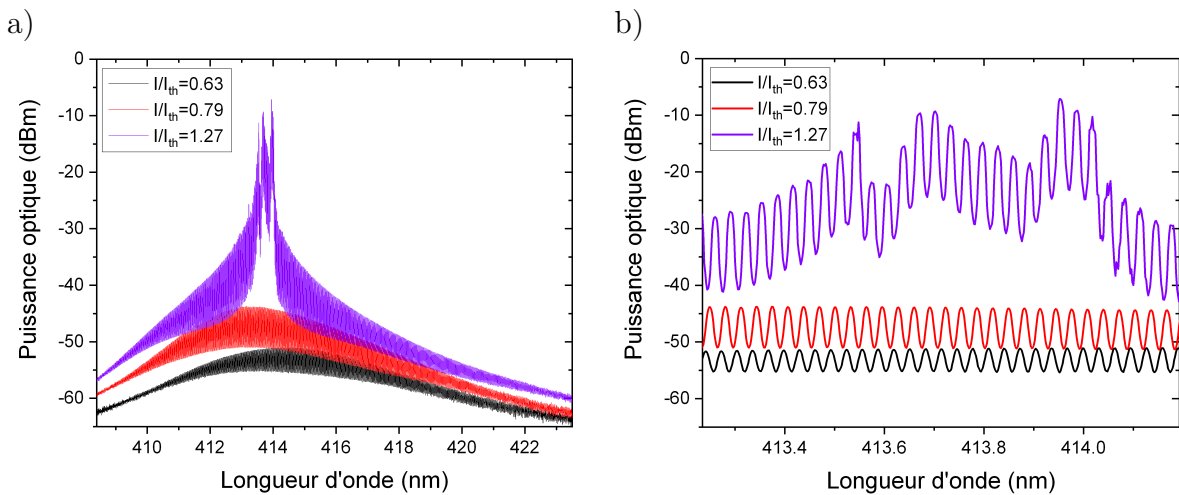 a)
0
-10
-20
-30
-40
-50
-60
Puissance optique (dBm)
I/Ith=0.63
I/Ith=0.79
I/Ith=1.27
410
412
414
416
418
420
422
Longueur d'onde (nm)
b)
0
-10
-20
-30
-40
-50
-60
Puissance optique (dBm)
I/Ith=0.63
I/Ith=0.79
I/Ith=1.27
413.4
413.6
413.8
414.0
Longueur d'onde (nm)